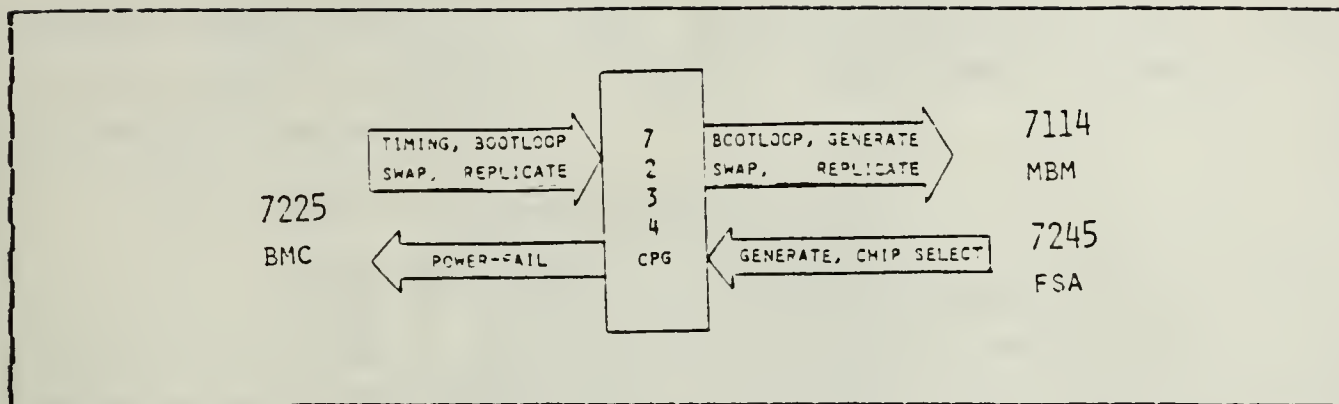 7225
BMC
TIMING, BOOTLOOP
SWAP, REPLICATE
POWER-FAIL
7
2
3
4
CPG
BOOTLOOP, GENERATE
SWAP, REPLICATE
GENERATE, CHIP SELECT
7114
MBM
7245
FSA